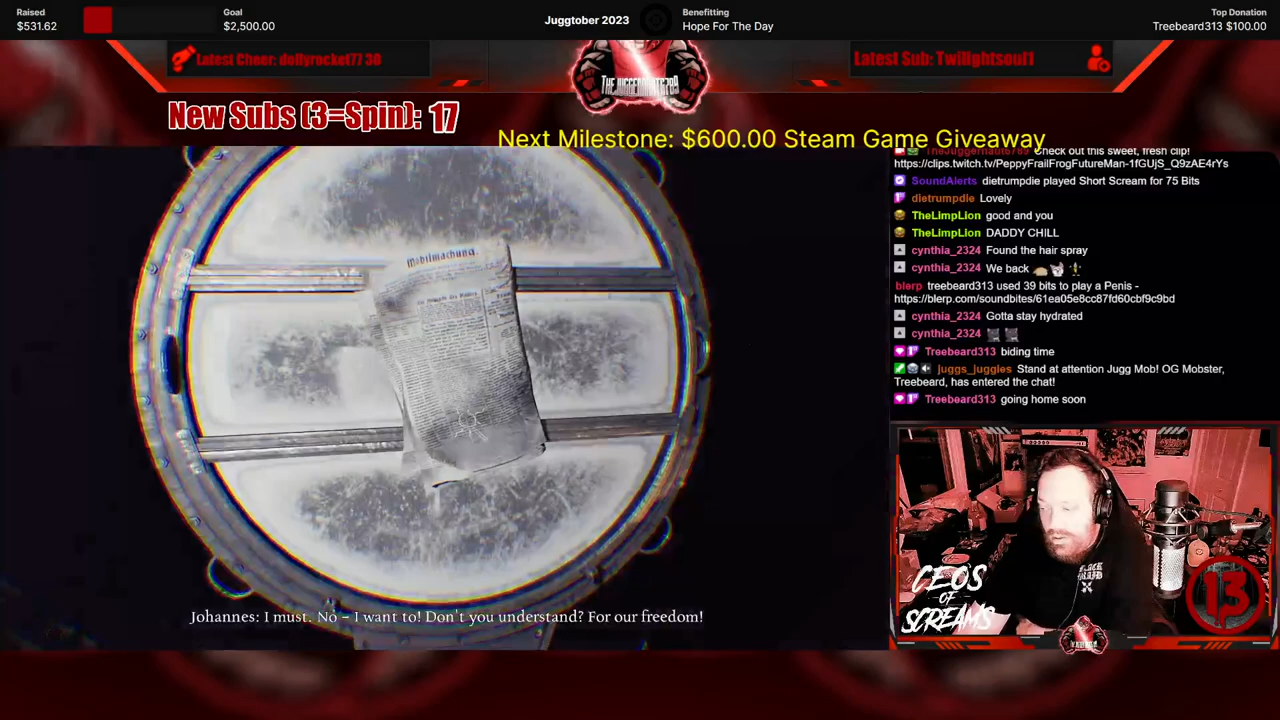 Raised
$531.62
Goal
$2,500.00
Juggtober 2023
Benefitting
Hope For The Day
Top Donation
Treebeard313 $100.00
Latest Cheer: dollyrocket77 30
THEJUGGERNAUT6789
Latest Sub: Twilightsoul1
New Subs (3=Spin): 17
Next Milestone: $600.00 Steam Game Giveaway
TheJuggernaut6789 Check out this sweet, fresh clip!
https://clips.twitch.tv/PeppyFrailFrogFutureMan-1fGUjS_Q9zAE4rYs
SoundAlerts dietrumpdie played Short Scream for 75 Bits
dietrumpdie Lovely
TheLimpLion good and you
TheLimpLion DADDY CHILL
cynthia_2324 Found the hair spray
cynthia_2324 We back
blerp treebeard313 used 39 bits to play a Penis -
https://blerp.com/soundbites/61ea05e8cc87fd60cbf9c9bd
cynthia_2324 Gotta stay hydrated
cynthia_2324
Treebeard313 biding time
juggs_juggies Stand at attention Jugg Mob! OG Mobster,
Treebeard, has entered the chat!
Treebeard313 going home soon
Mobilmachung.
Johannes: I must. No – I want to! Don't you understand? For our freedom!
CEOS
OF
SCREAMS
13